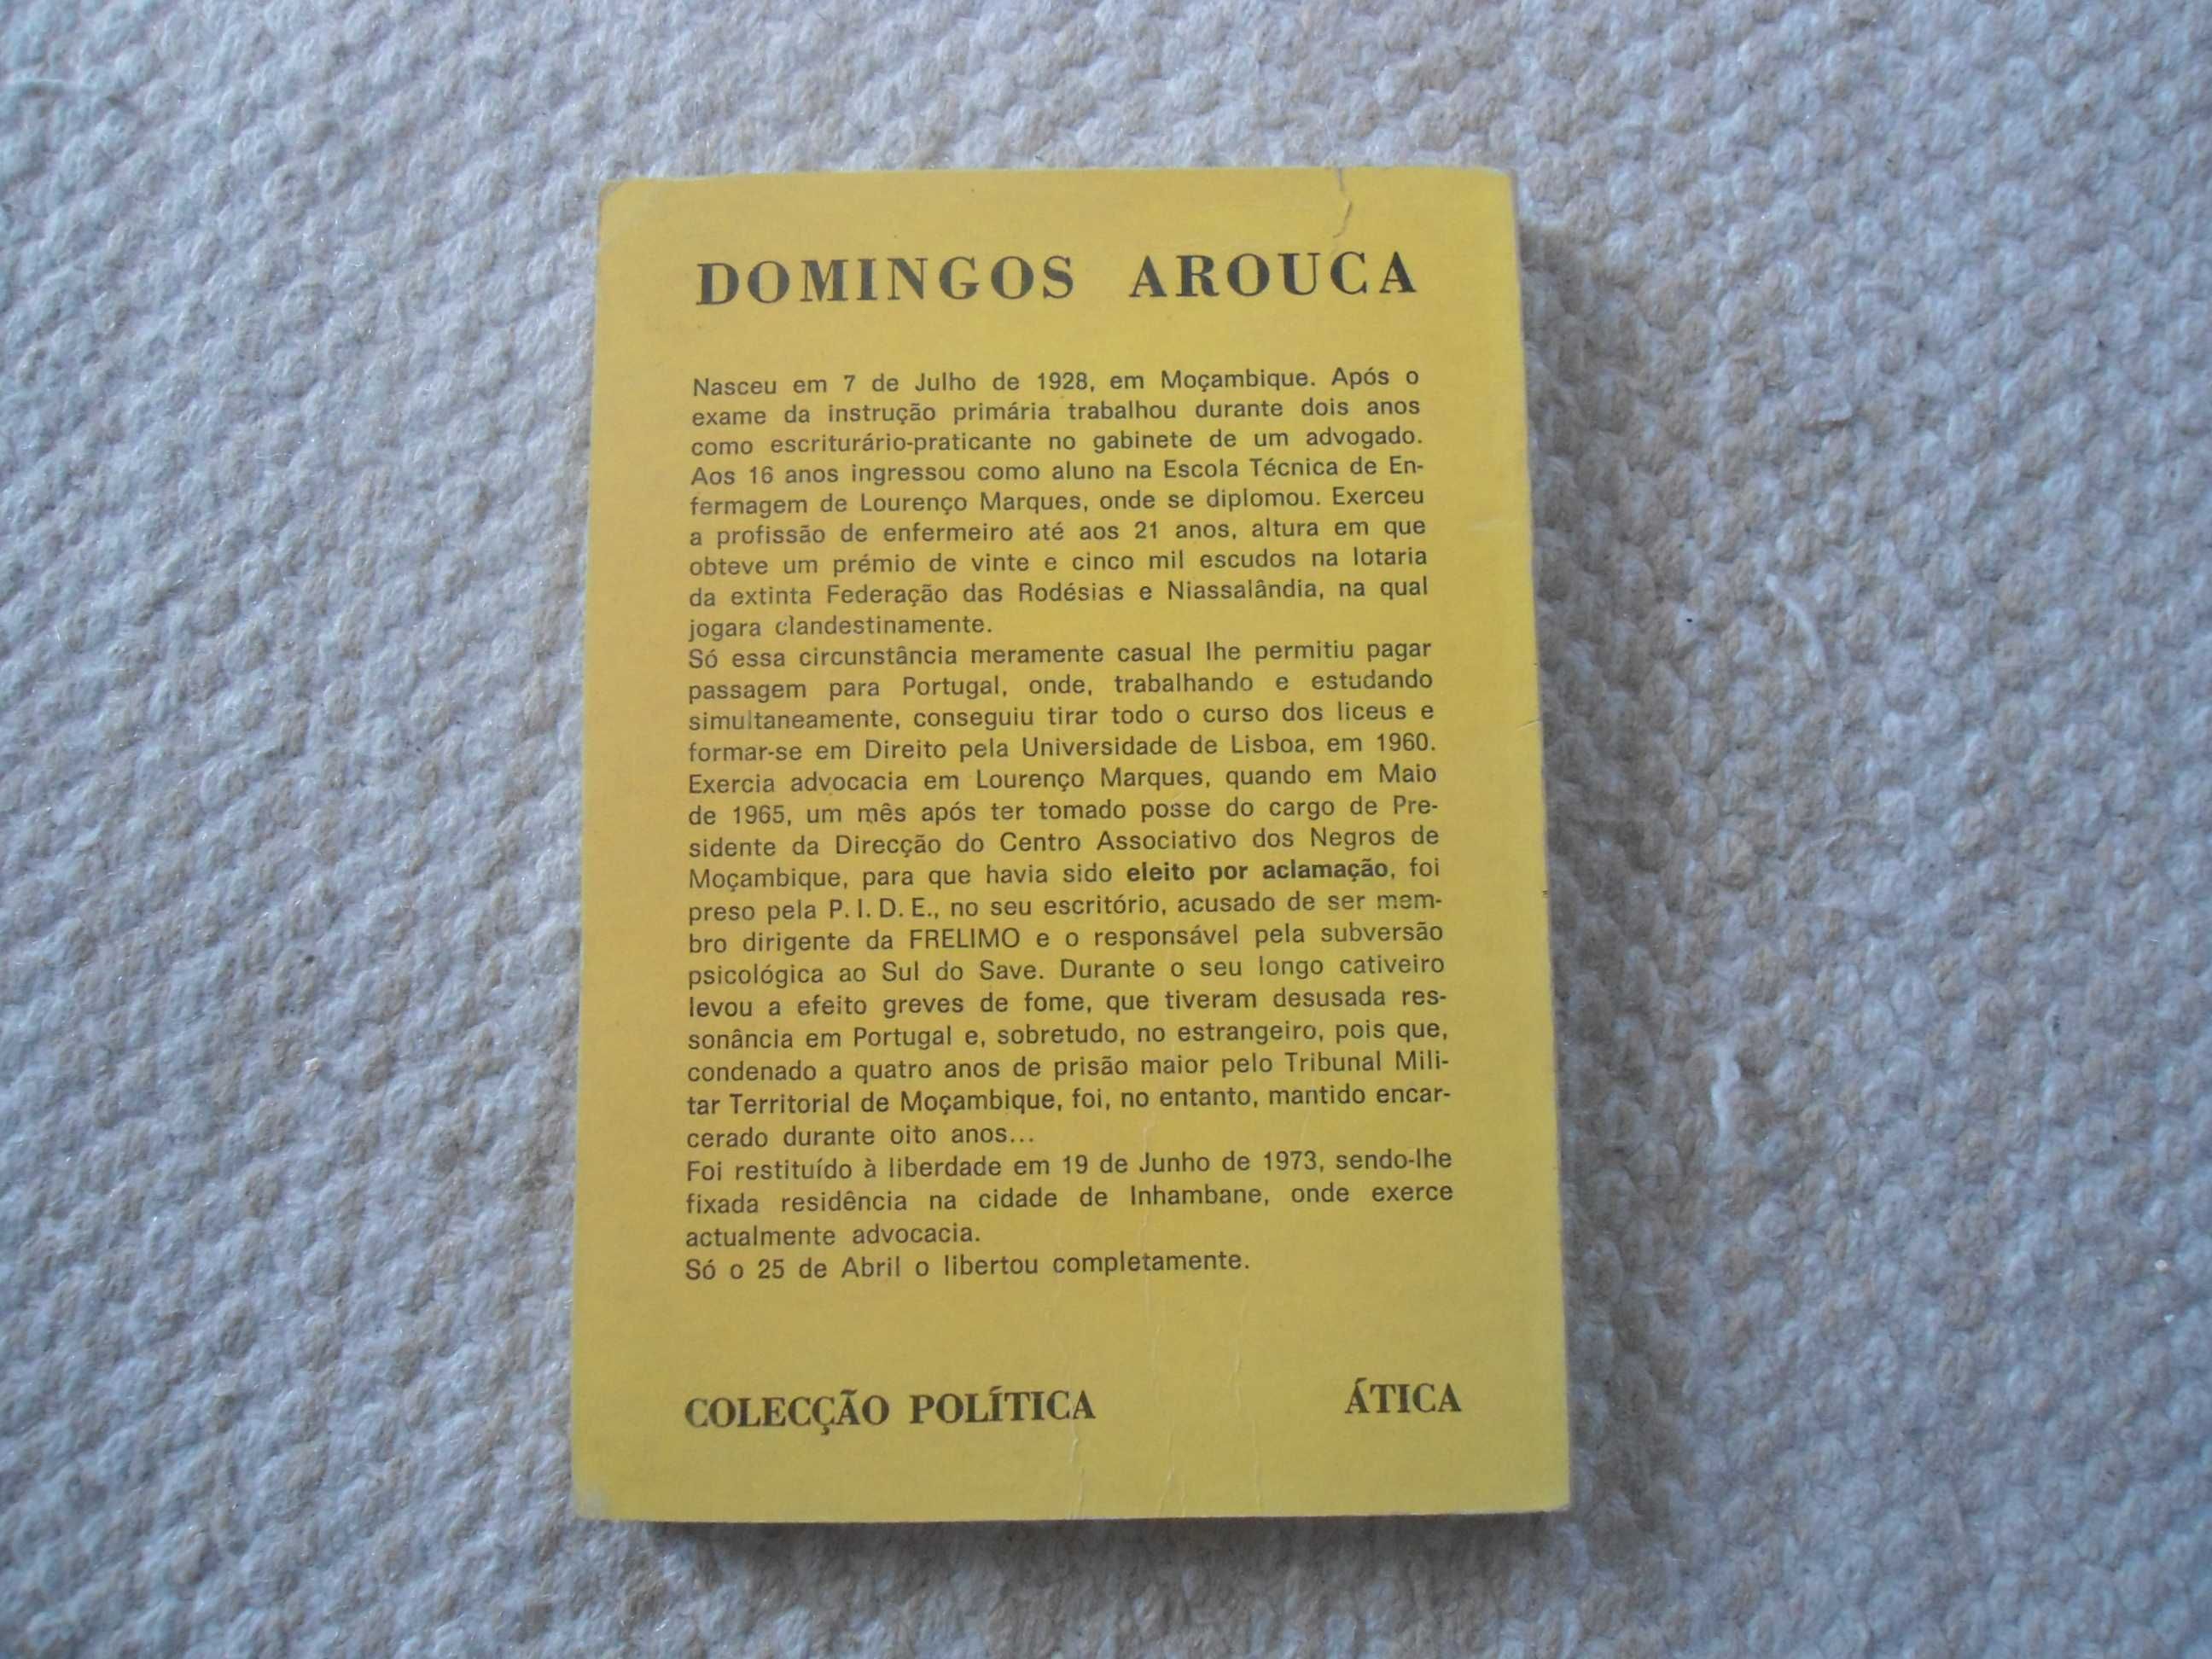 DOMINGOS AROUCA
Nasceu em 7 de Julho de 1928, em Moçambique. Após o
exame da instrução primária trabalhou durante dois anos
como escriturário-praticante no gabinete de um advogado.
Aos 16 anos ingressou como aluno na Escola Técnica de En-
fermagem de Lourenço Marques, onde se diplomou. Exerceu
a profissão de enfermeiro até aos 21 anos, altura em que
obteve um prémio de vinte e cinco mil escudos na lotaria
da extinta Federação das Rodésias e Niassalândia, na qual
jogara clandestinamente.
Só essa circunstância meramente casual lhe permitiu pagar
passagem para Portugal, onde, trabalhando e estudando
simultaneamente, conseguiu tirar todo o curso dos liceus e
formar-se em Direito pela Universidade de Lisboa, em 1960.
Exercia advocacia em Lourenço Marques, quando em Maio
de 1965, um mês após ter tomado posse do cargo de Pre-
sidente da Direcção do Centro Associativo dos Negros de
Moçambique, para que havia sido eleito por aclamação, foi
preso pela P. I. D. E., no seu escritório, acusado de ser mem-
bro dirigente da FRELIMO e o responsável pela subversão
psicológica ao Sul do Save. Durante o seu longo cativeiro
levou a efeito greves de fome, que tiveram desusada res-
sonância em Portugal e, sobretudo, no estrangeiro, pois que,
condenado a quatro anos de prisão maior pelo Tribunal Mili-
tar Territorial de Moçambique, foi, no entanto, mantido encar-
cerado durante oito anos...
Foi restituído à liberdade em 19 de Junho de 1973, sendo-lhe
fixada residência na cidade de Inhambane, onde exerce
actualmente advocacia.
Só o 25 de Abril o libertou completamente.
COLECÇÃO POLÍTICA ÁTICA